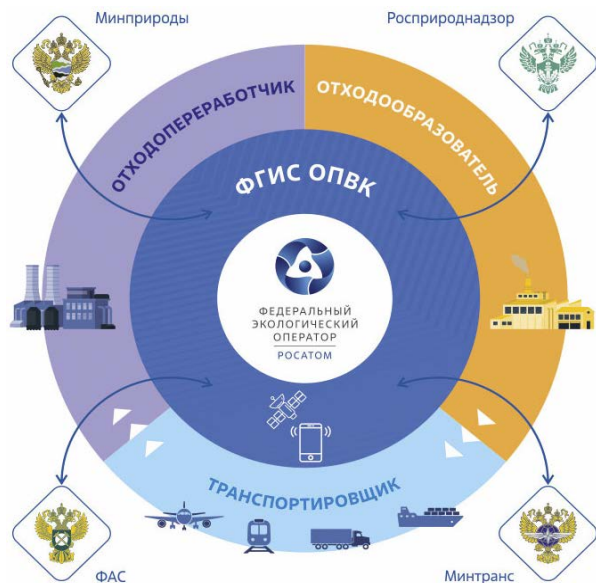 Минприроды
Росприроднадзор
ОТХОДОПЕРЕРАБОТЧИК
ОТХОДООБРАЗОВАТЕЛЬ
ФГИС ОПВК
ФЕДЕРАЛЬНЫЙ
ЭКОЛОГИЧЕСКИЙ
ОПЕРАТОР
РОСАТОМ
ТРАНСПОРТИРОВЩИК
ФАС
Минтранс